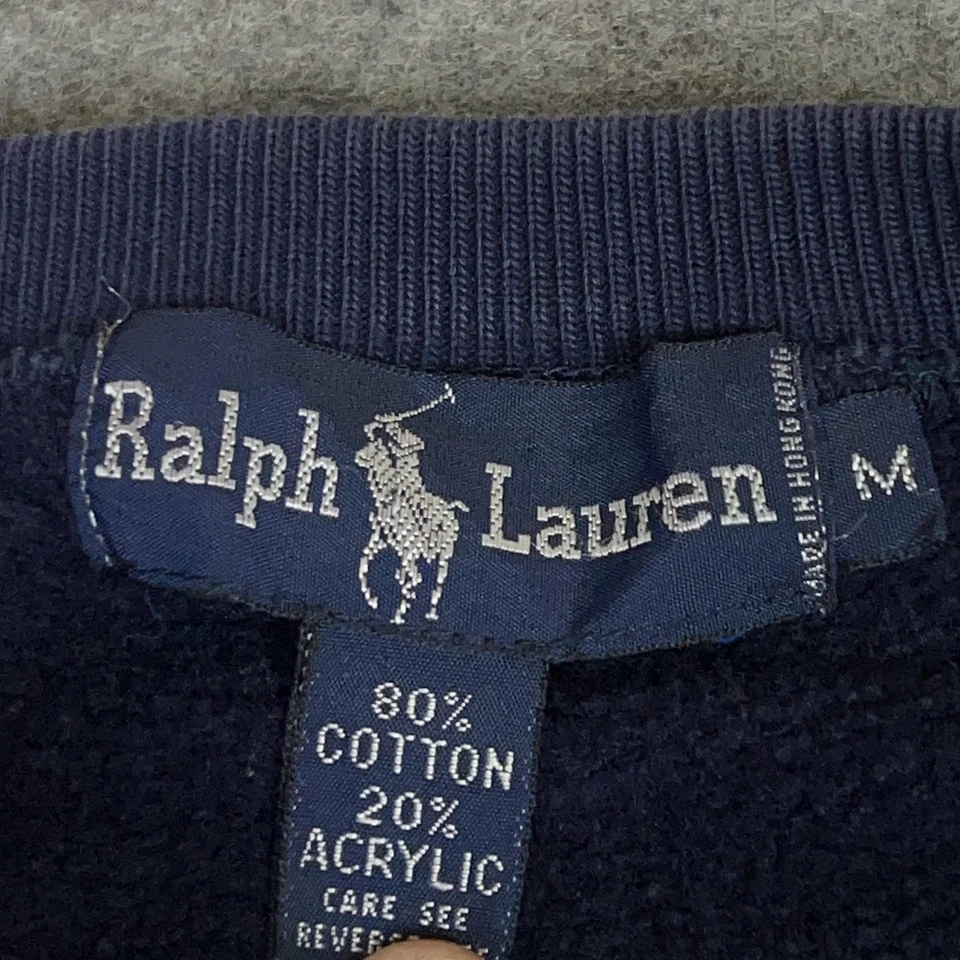 Ralph Lauren
MADE IN HONG KONG
M
80%
COTTON
20%
ACRYLIC
CARE SEE